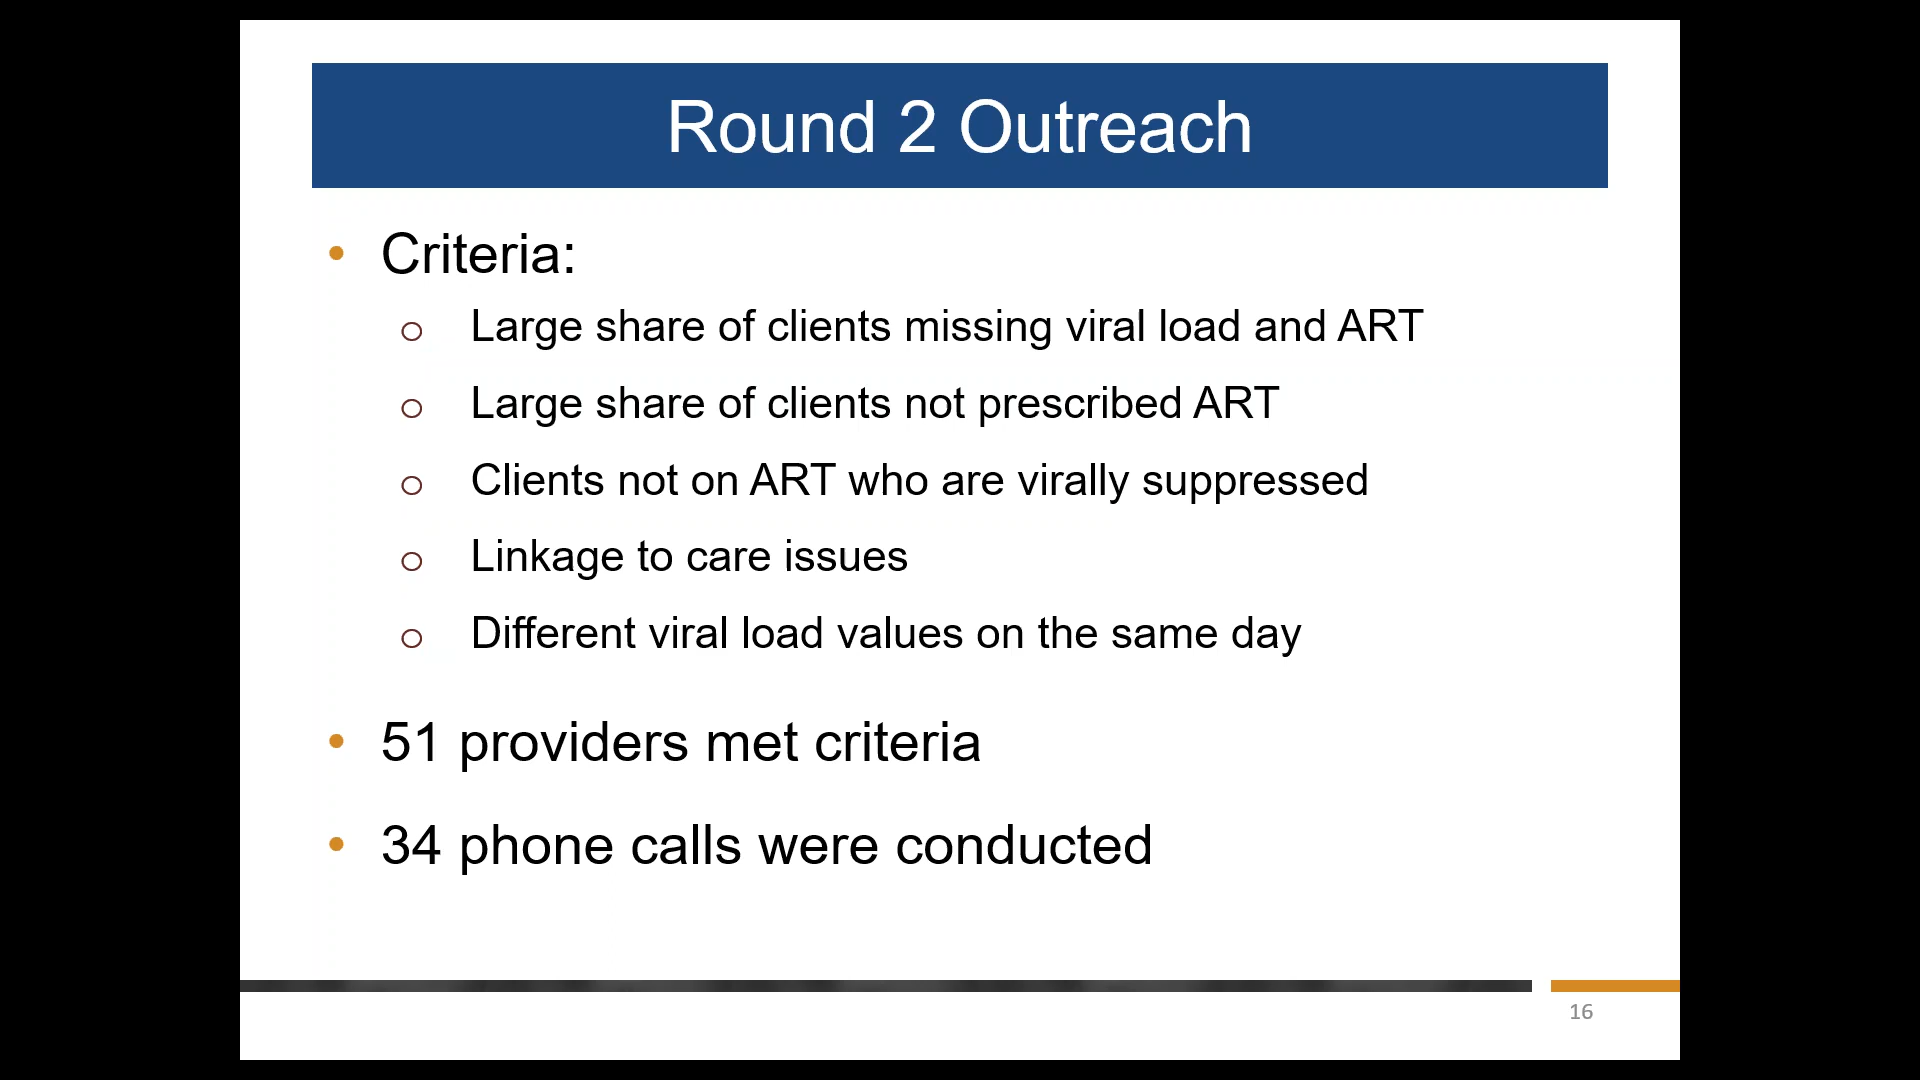 Round 2 Outreach
• Criteria:
o Large share of clients missing viral load and ART
o Large share of clients not prescribed ART
o Clients not on ART who are virally suppressed
o Linkage to care issues
o Different viral load values on the same day
• 51 providers met criteria
• 34 phone calls were conducted
16